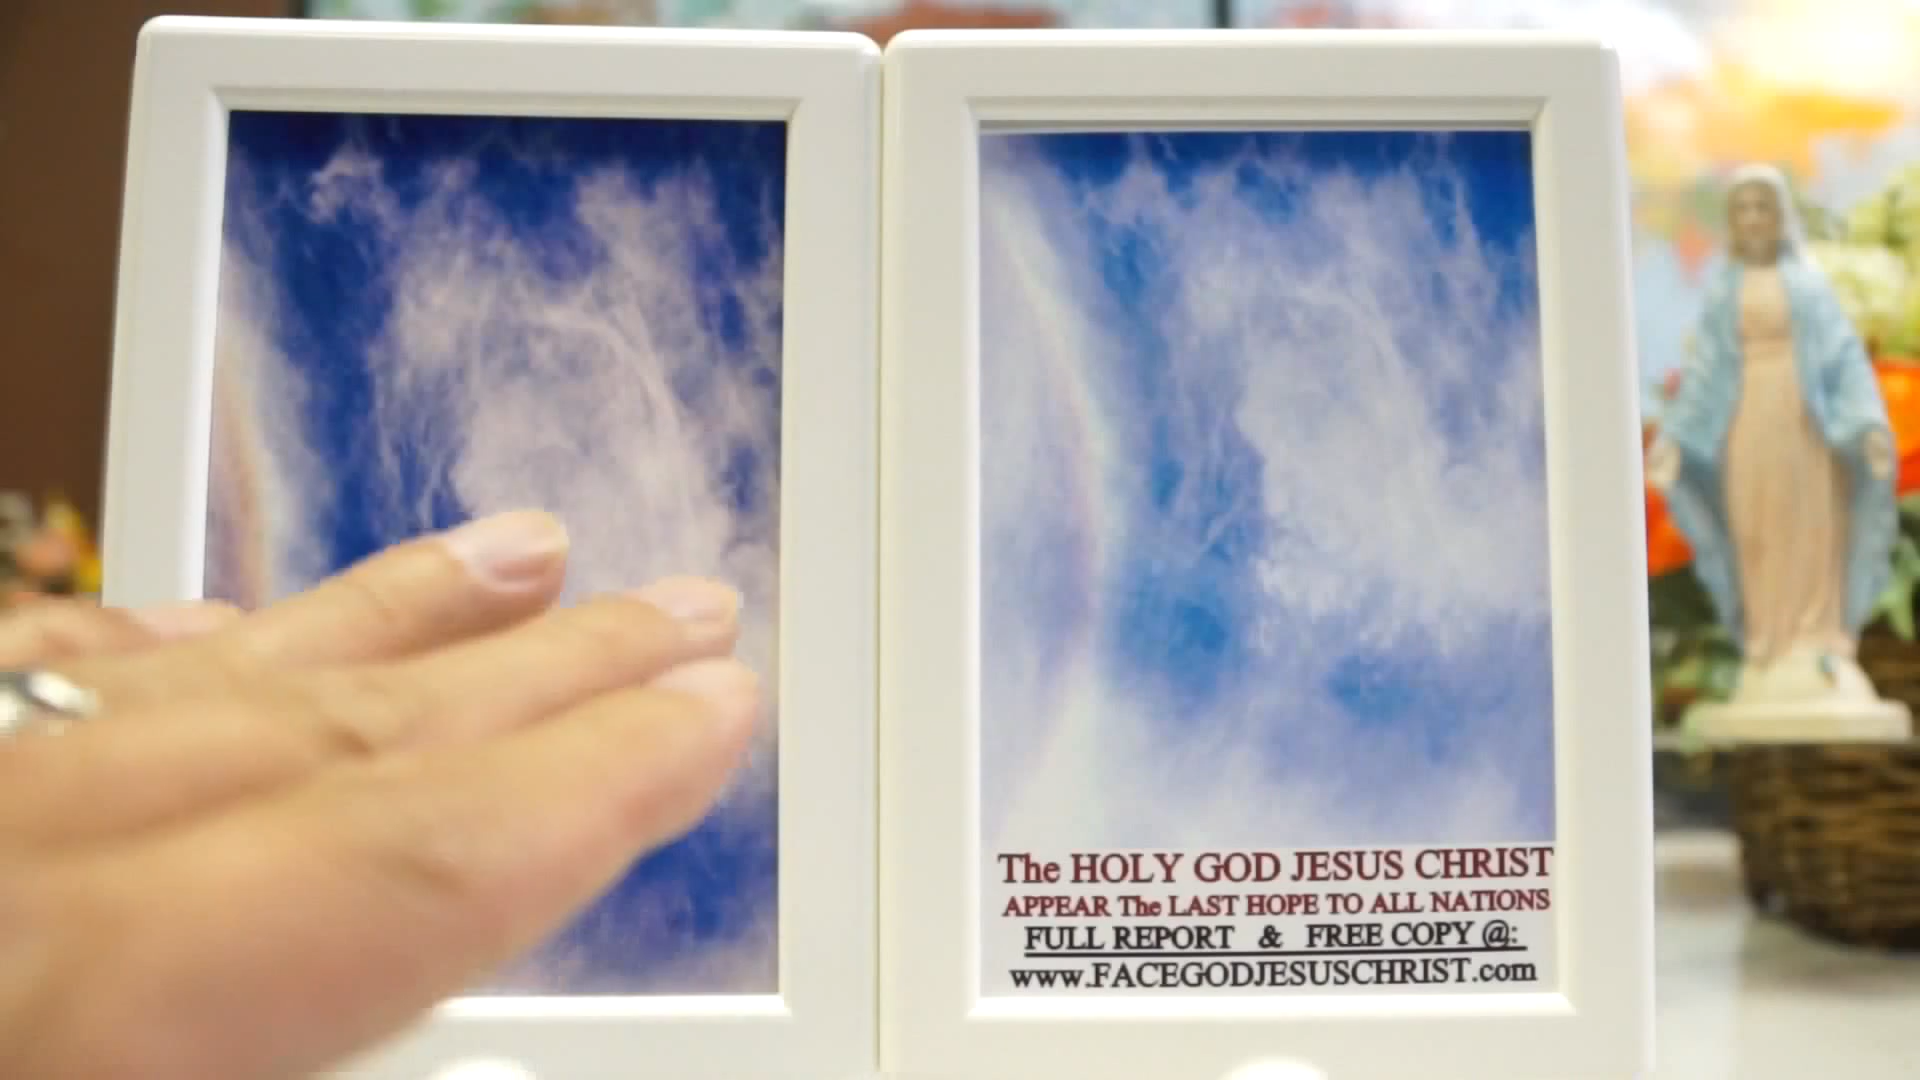 The HOLY GOD JESUS CHRIST
APPEAR The LAST HOPE TO ALL NATIONS
FULL REPORT & FREE COPY @:
www.FACEGODJESUSCHRIST.com